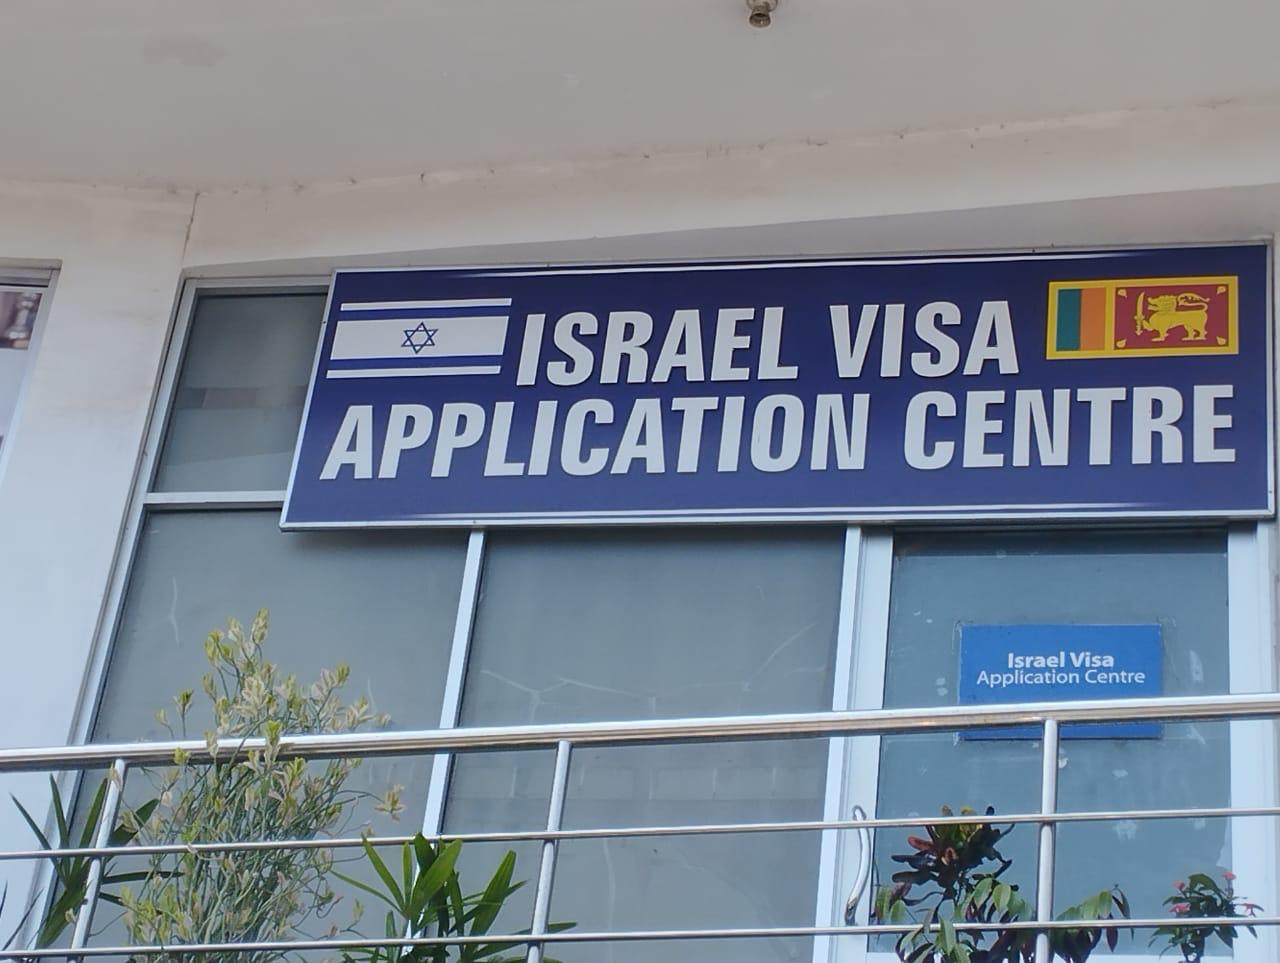 ISRAEL VISA
APPLICATION CENTRE
Israel Visa
Application Centre